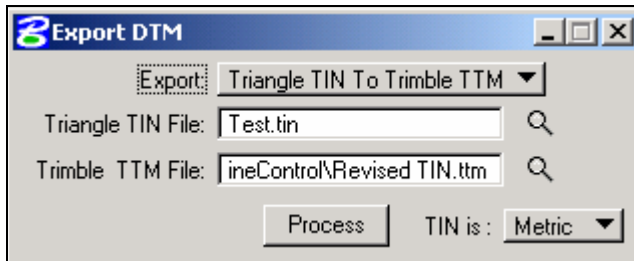 Export DTM
Export: Triangle TIN To Trimble TTM
Triangle TIN File: Test.tin
Trimble TTM File: ineControl\Revised TIN.ttm
Process TIN is : Metric